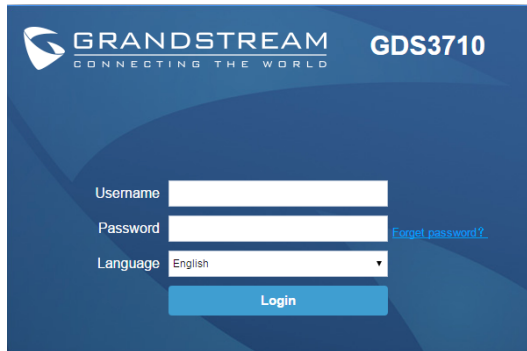 GRANDSTREAM GDS3710
CONNECTING THE WORLD
Username
Password Forget password?
Language English
Login